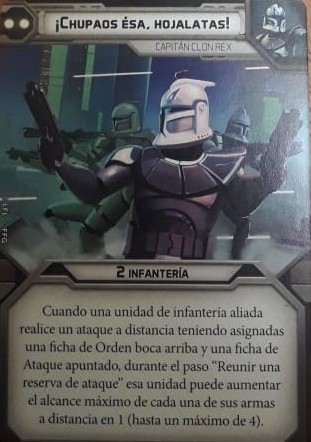 ¡CHUPAOS ÉSA, HOJALATAS!
CAPITÁN CLON REX
2 INFANTERÍA
Cuando una unidad de infantería aliada
realice un ataque a distancia teniendo asignadas
una ficha de Orden boca arriba y una ficha de
Ataque apuntado, durante el paso "Reunir una
reserva de ataque" esa unidad puede aumentar
el alcance máximo de cada una de sus armas
a distancia en 1 (hasta un máximo de 4).
FFG